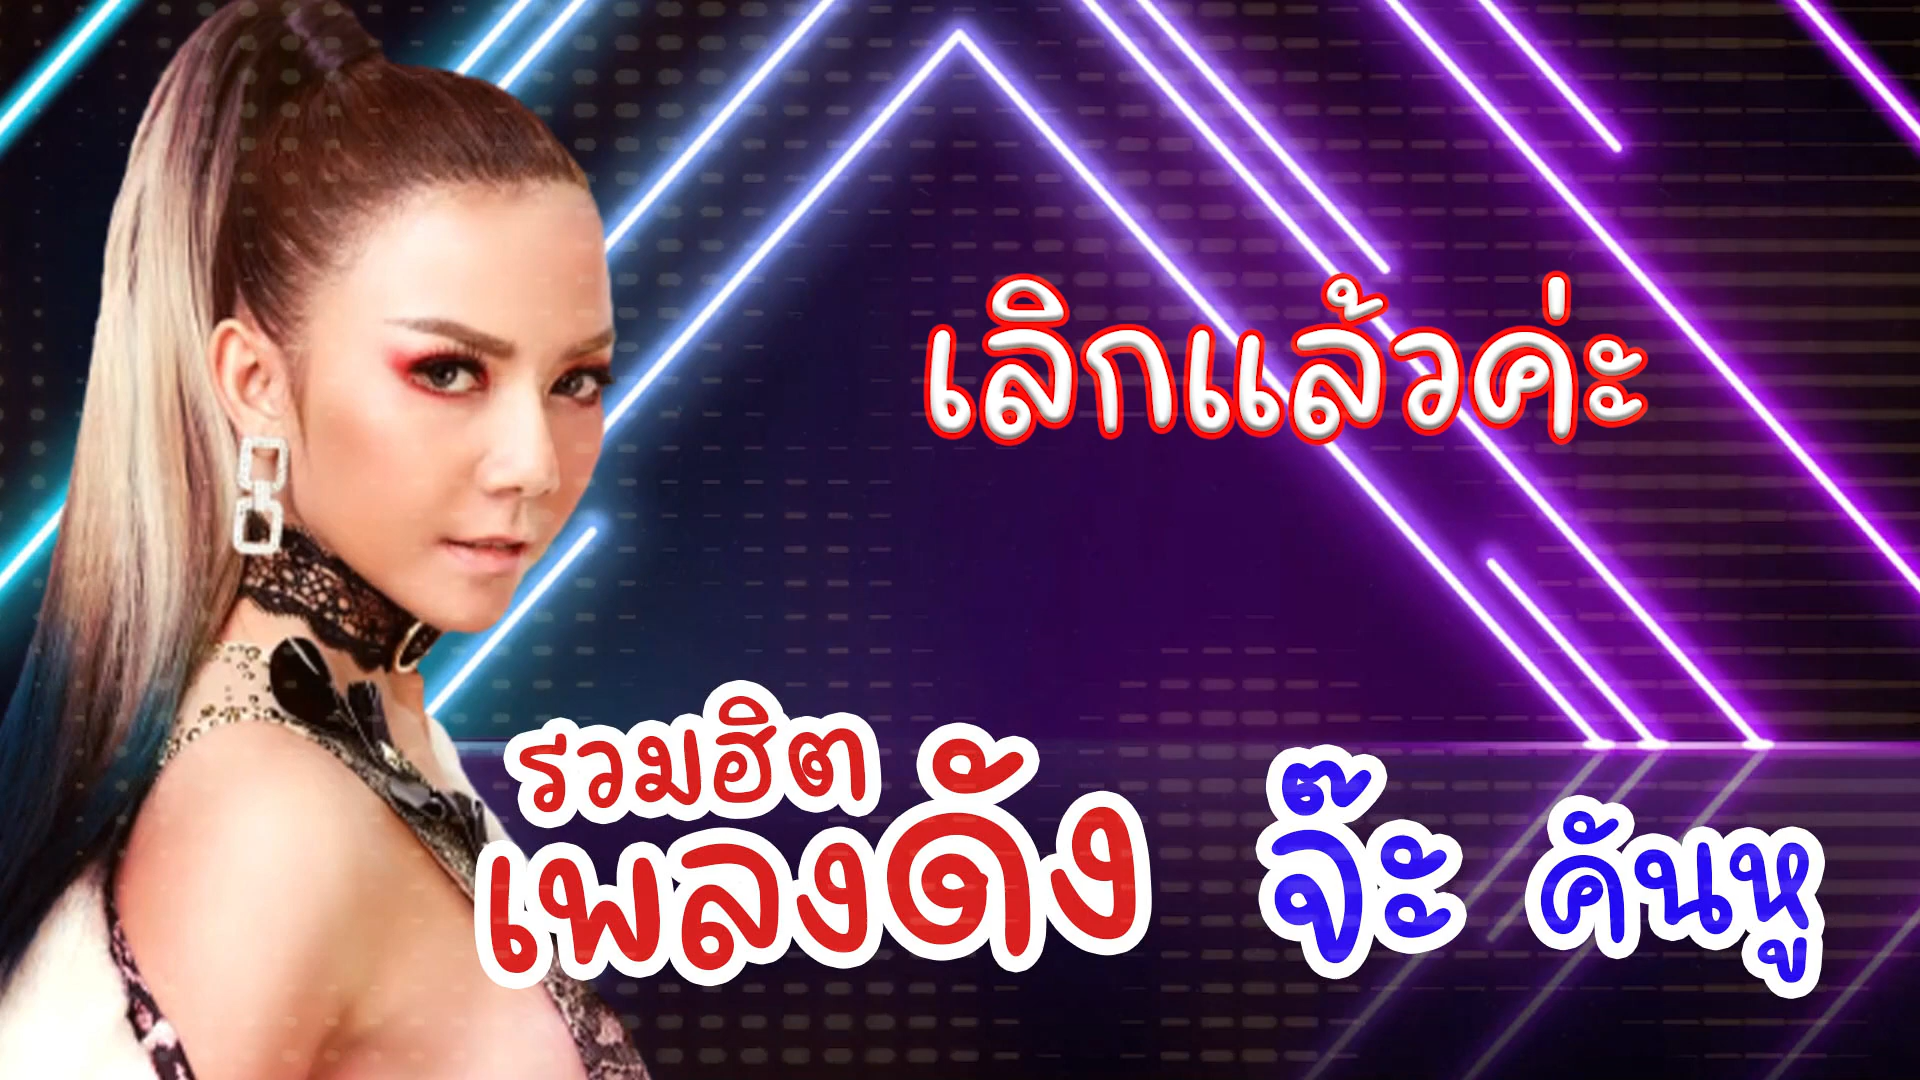 เลิกแล้วค่ะ
รวมฮิต
เพลงดัง จ๊ะ คันหู